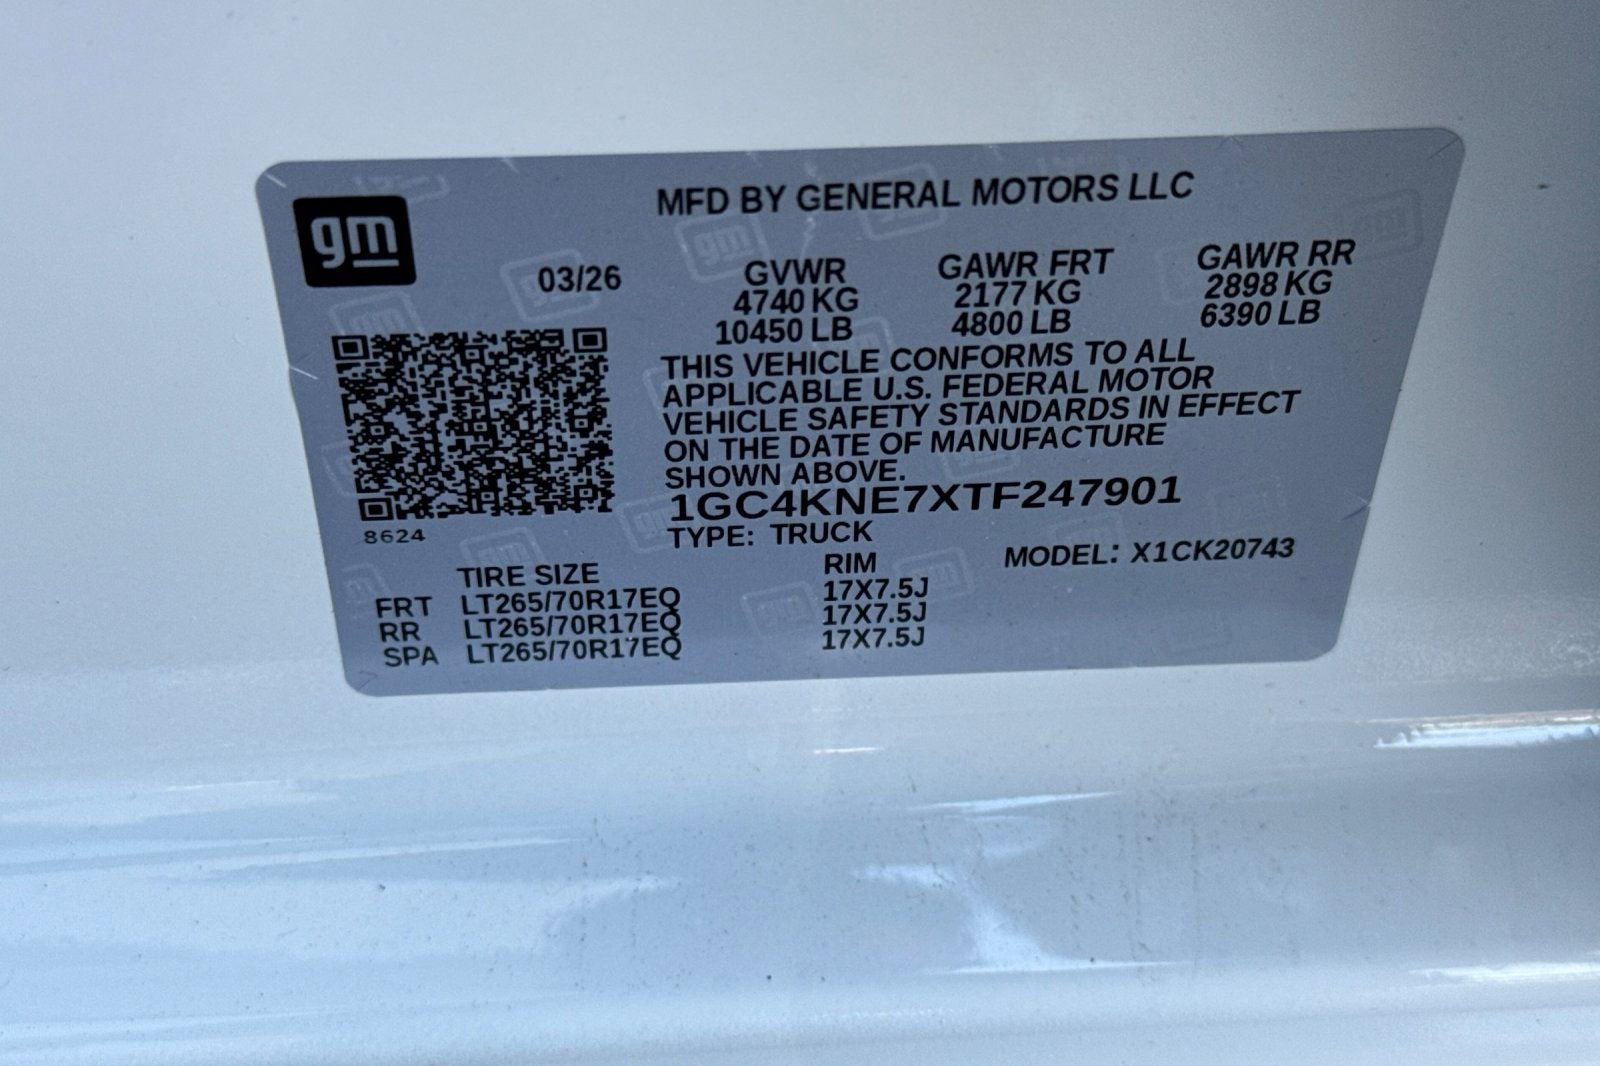 MFD BY GENERAL MOTORS LLC
gm
03/26
GVWR GAWR FRT GAWR RR
4740 KG 2177 KG 2898 KG
10450 LB 4800 LB 6390 LB
THIS VEHICLE CONFORMS TO ALL
APPLICABLE U.S. FEDERAL MOTOR
VEHICLE SAFETY STANDARDS IN EFFECT
ON THE DATE OF MANUFACTURE
SHOWN ABOVE.
1GC4KNE7XTF247901
8624
TYPE: TRUCK
MODEL: X1CK20743
TIRE SIZE RIM
FRT LT265/70R17EQ 17X7.5J
RR LT265/70R17EQ 17X7.5J
SPA LT265/70R17EQ 17X7.5J